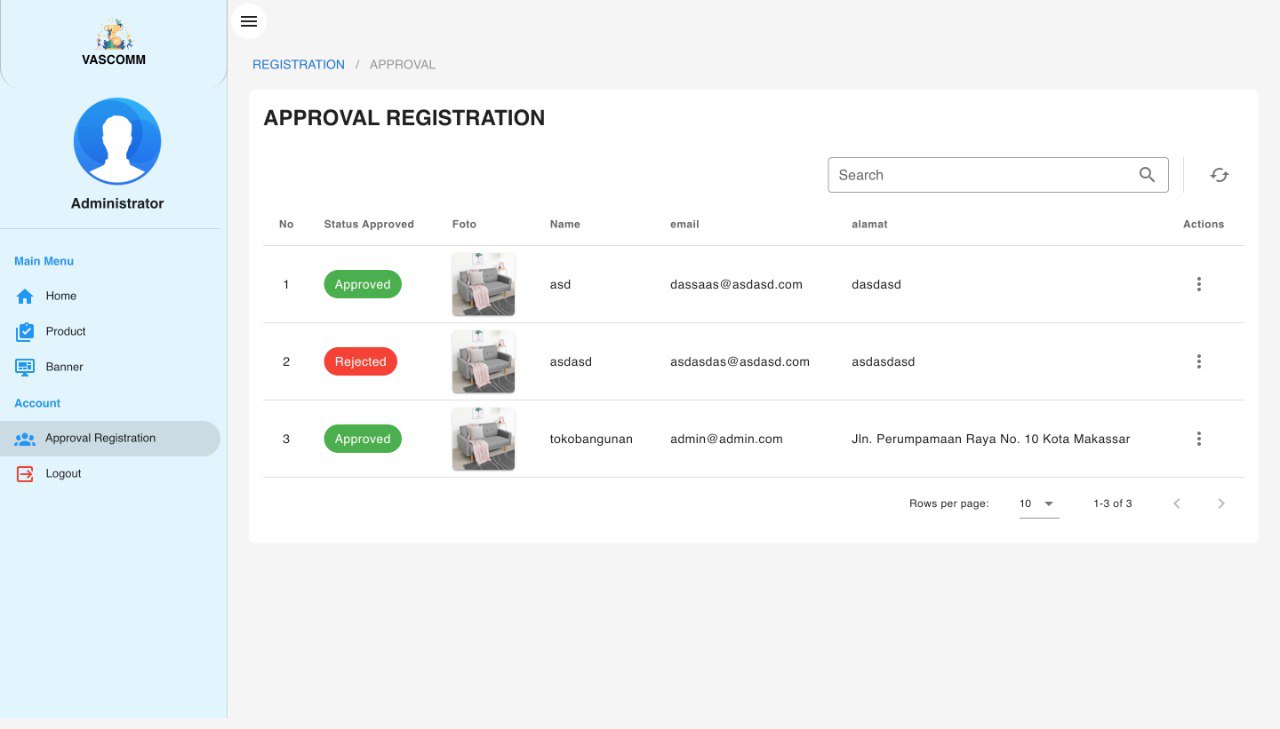 VASCOMM
Administrator
Main Menu
Home
Product
Banner
Account
Approval Registration
Logout
REGISTRATION / APPROVAL
APPROVAL REGISTRATION
Search
No Status Approved Foto Name email alamat Actions
1 Approved asd dassaas@asdasd.com dasdasd
2 Rejected asdasd asdasdas@asdasd.com asdasdasd
3 Approved tokobangunan admin@admin.com Jln. Perumpamaan Raya No. 10 Kota Makassar
Rows per page: 10 1-3 of 3